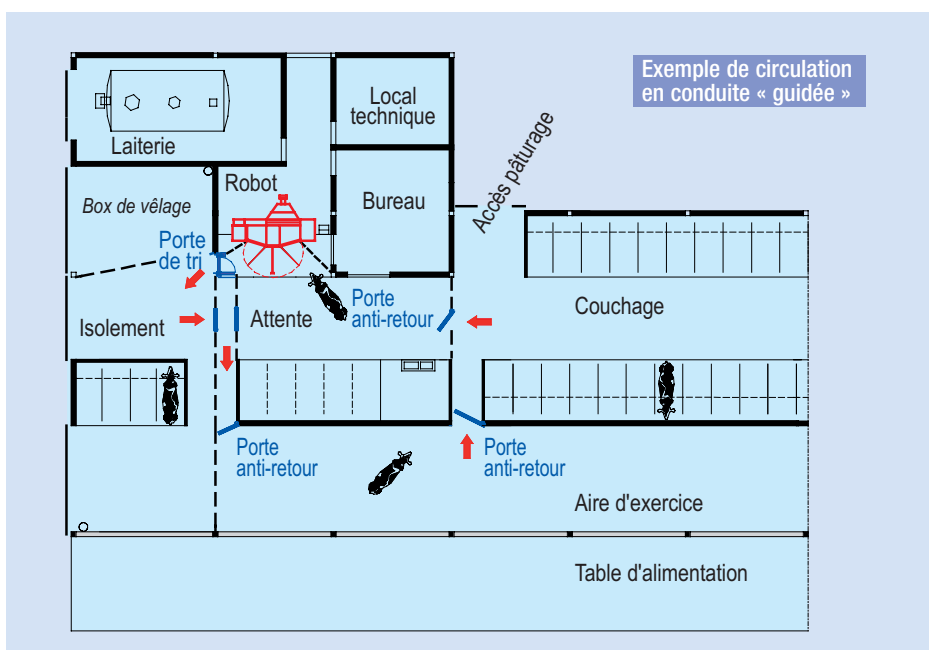 Exemple de circulation
en conduite « guidée »
Local
technique
Laiterie
Robot
Bureau
Accès pâturage
Box de vêlage
Porte
de tri
Porte
anti-retour
Couchage
Isolement
Attente
Porte
anti-retour
Porte
anti-retour
Aire d'exercice
Table d'alimentation